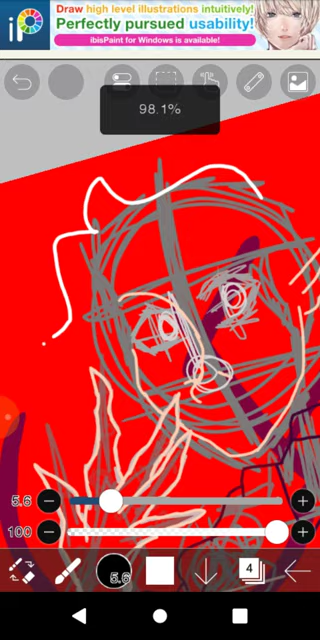 Draw high level illustrations intuitively!
iP
Perfectly pursued usability!
ibisPaint for Windows is available!
98.1%
5.6
100
5.6
4